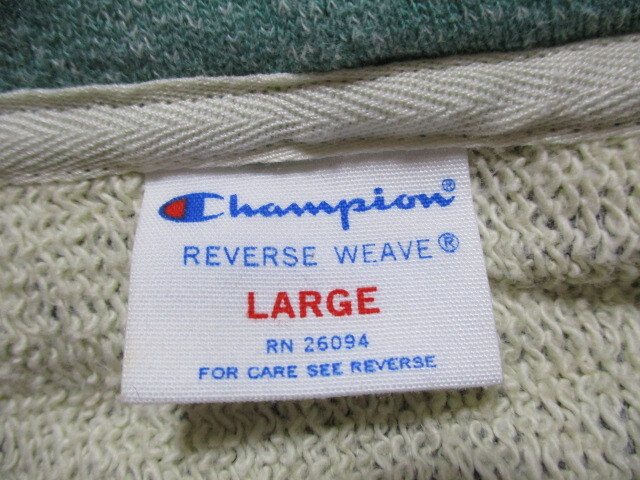 Champion®
REVERSE WEAVE®
LARGE
RN 26094
FOR CARE SEE REVERSE